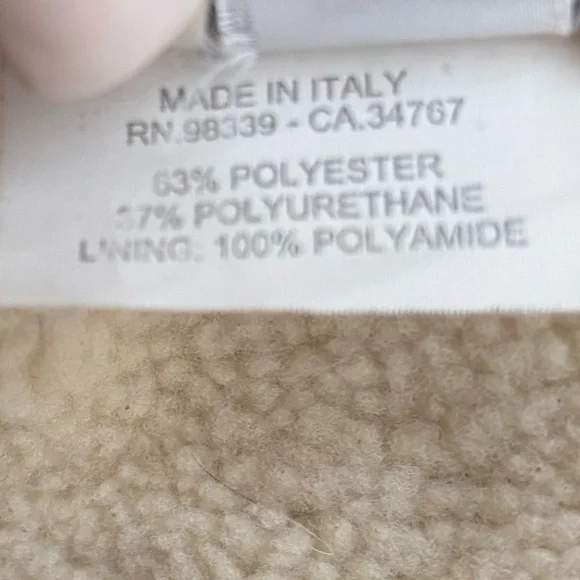 MADE IN ITALY
RN.98339 - CA.34767
63% POLYESTER
37% POLYURETHANE
LINING: 100% POLYAMIDE